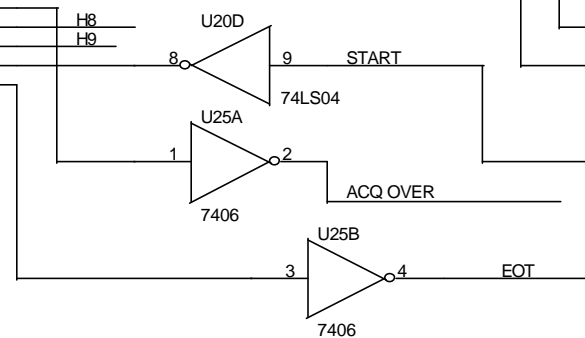 H8
U20D
H9
8
9
START
74LS04
U25A
1
2
ACQ OVER
7406
U25B
3
4
EOT
7406